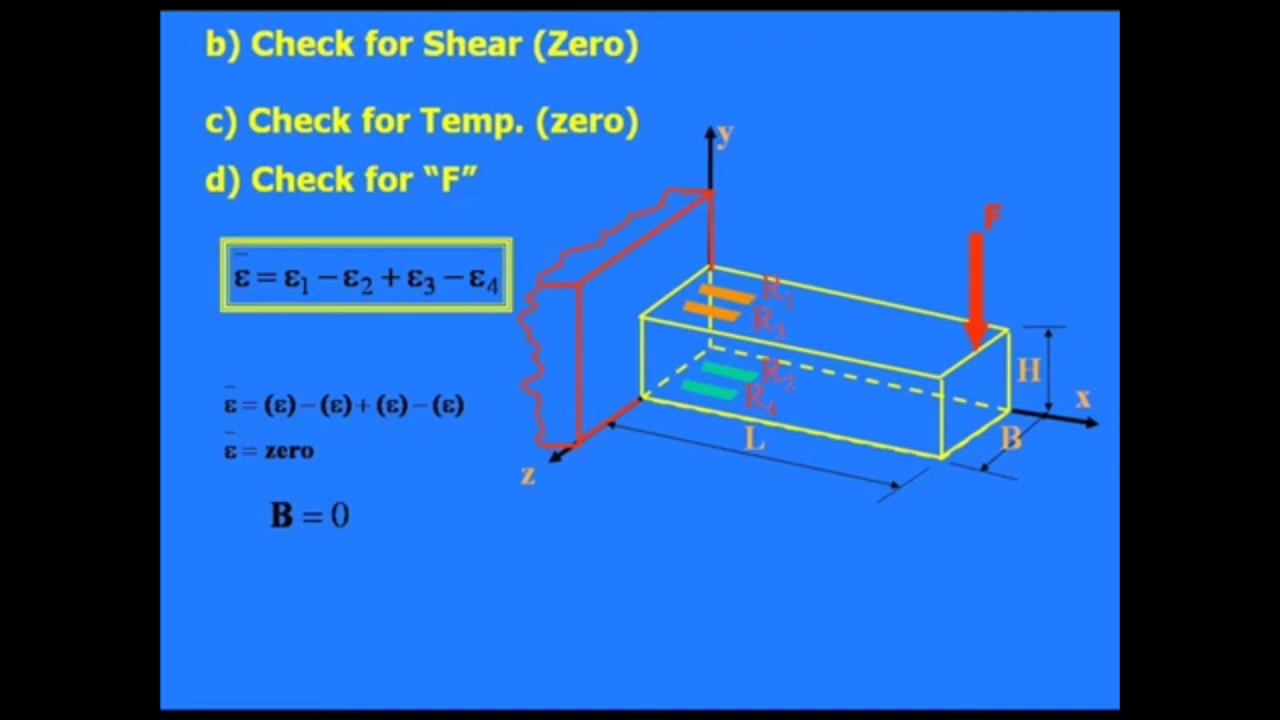 b) Check for Shear (Zero)
c) Check for Temp. (zero)
d) Check for “F”
ε̄ = ε₁ − ε₂ + ε₃ − ε₄
ε̄ = (ε) − (ε) + (ε) − (ε)
ε̄ = zero
B = 0
y
F
R₁
R₃
R₂
R₄
H
x
B
L
z